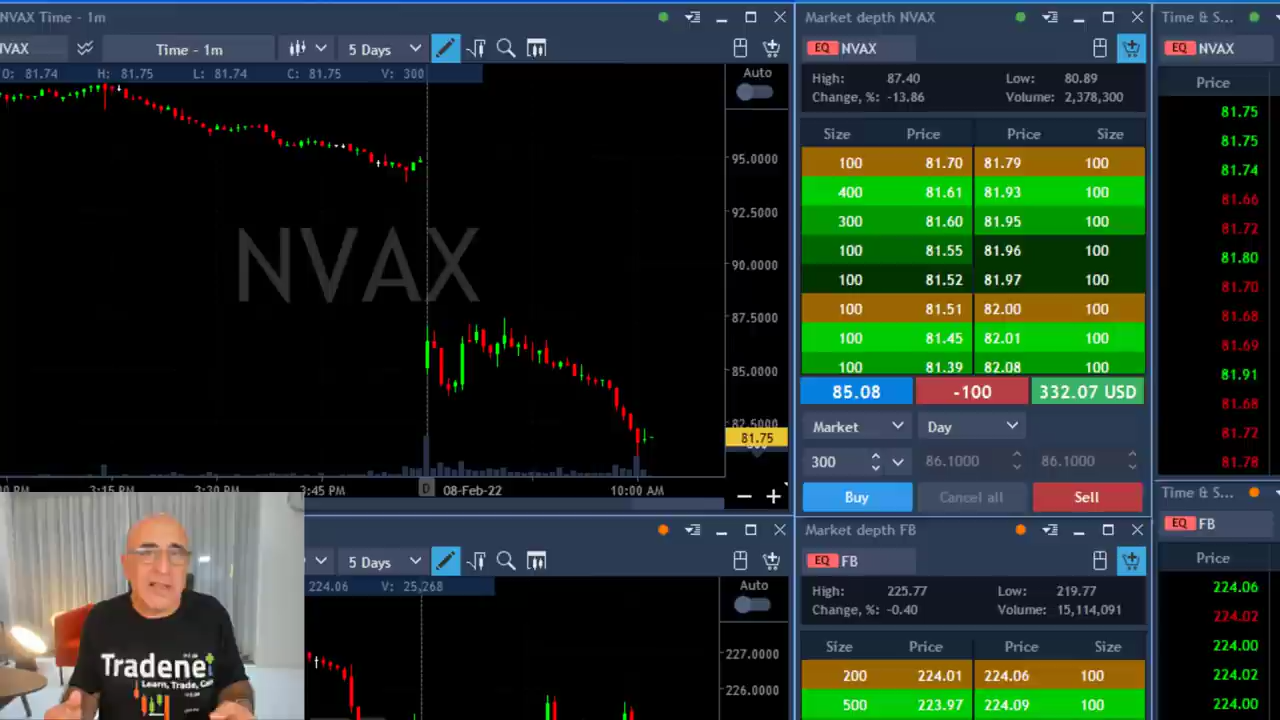 NVAX Time - 1m
NVAX
Time - 1m
5 Days
O: 81.74 H: 81.75 L: 81.74 C: 81.75 V: 300
Auto
NVAX
95.0000
92.5000
90.0000
87.5000
85.0000
82.5000
81.75
3:15 PM 3:30 PM 3:45 PM D 08-Feb-22 10:00 AM
Market depth NVAX
EQ NVAX
High: 87.40 Low: 80.89
Change, %: -13.86 Volume: 2,378,300
Size Price Price Size
100 81.70 81.79 100
400 81.61 81.93 100
300 81.60 81.95 100
100 81.55 81.96 100
100 81.52 81.97 100
100 81.51 82.00 100
100 81.45 82.01 100
100 81.39 82.08 100
85.08 -100 332.07 USD
Market Day
300 86.1000 86.1000
Buy Cancel all Sell
Time & S...
EQ NVAX
Price
81.75
81.75
81.74
81.66
81.72
81.80
81.70
81.68
81.69
81.91
81.68
81.72
81.78
5 Days
224.06 V: 25,268
Auto
227.0000
226.0000
Market depth FB
EQ FB
High: 225.77 Low: 219.77
Change, %: -0.40 Volume: 15,114,091
Size Price Price Size
200 224.01 224.06 100
500 223.97 224.09 100
Time & S...
EQ FB
Price
224.06
224.02
224.00
224.02
224.00
Tradenet
Learn, Trade,